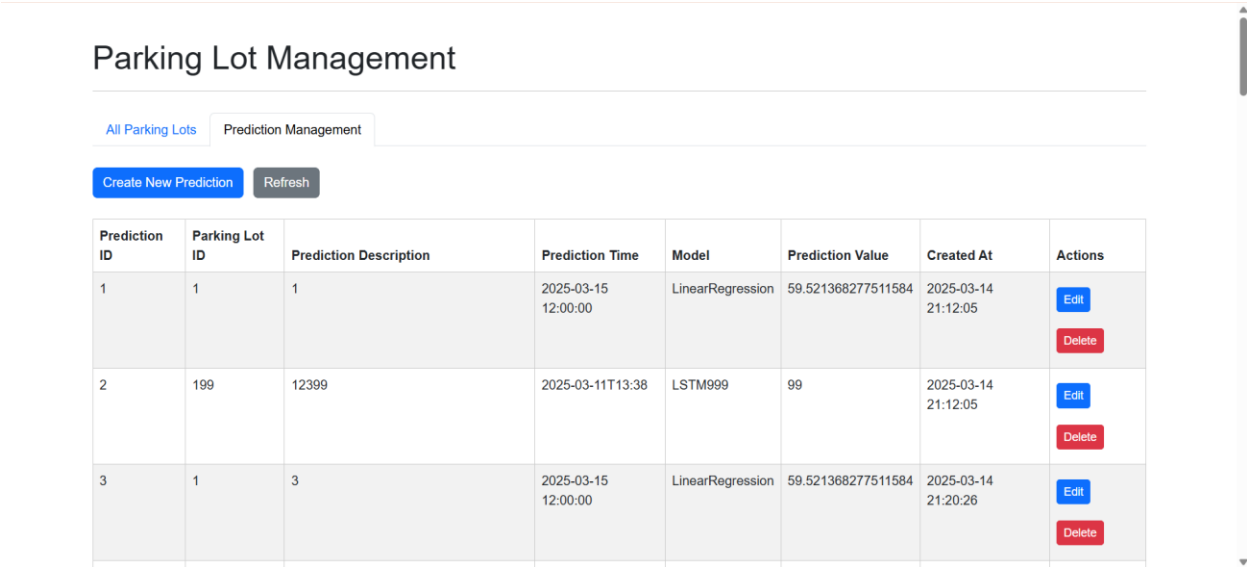 Parking Lot Management
All Parking Lots Prediction Management
Create New Prediction Refresh
Prediction ID Parking Lot ID Prediction Description Prediction Time Model Prediction Value Created At Actions
1 1 1 2025-03-15 12:00:00 LinearRegression 59.521368277511584 2025-03-14 21:12:05 Edit
Delete
2 199 12399 2025-03-11T13:38 LSTM999 99 2025-03-14 21:12:05 Edit
Delete
3 1 3 2025-03-15 12:00:00 LinearRegression 59.521368277511584 2025-03-14 21:20:26 Edit
Delete